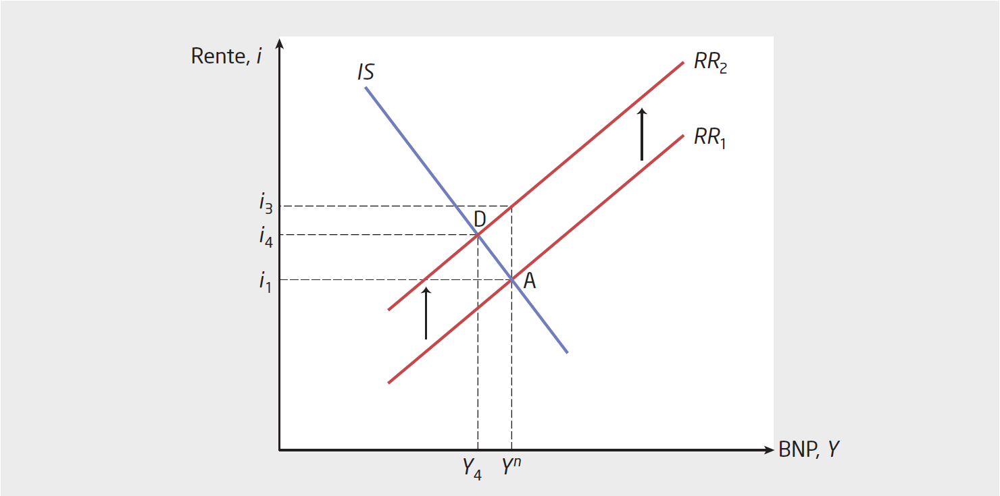 Rente, i
IS
RR₂
RR₁
i₃
D
i₄
i₁
A
BNP, Y
Y₄
Yⁿ